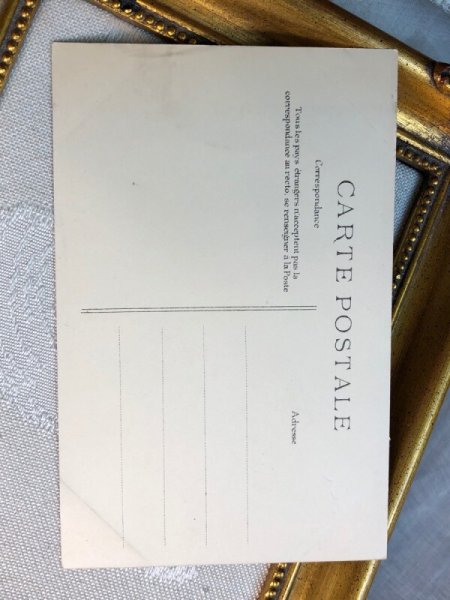 CARTE POSTALE
Correspondance
Tous les pays étrangers n'acceptent pas la
correspondance au recto, se renseigner à la Poste
Adresse